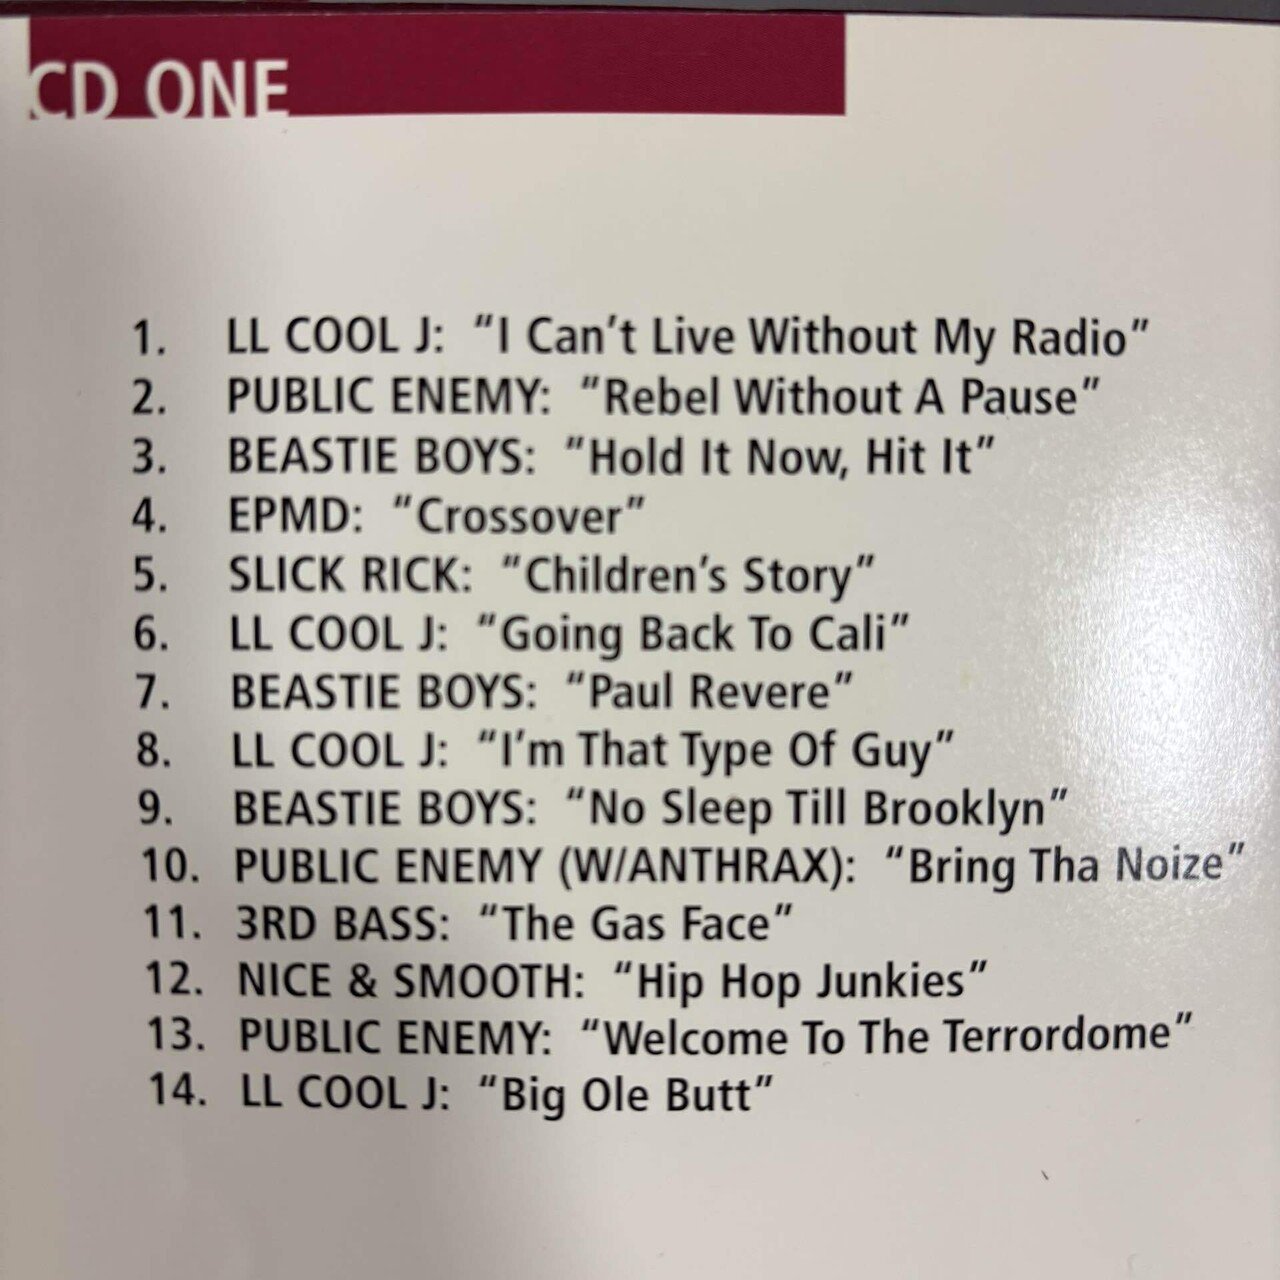 CD ONE
1. LL COOL J: “I Can’t Live Without My Radio”
2. PUBLIC ENEMY: “Rebel Without A Pause”
3. BEASTIE BOYS: “Hold It Now, Hit It”
4. EPMD: “Crossover”
5. SLICK RICK: “Children’s Story”
6. LL COOL J: “Going Back To Cali”
7. BEASTIE BOYS: “Paul Revere”
8. LL COOL J: “I’m That Type Of Guy”
9. BEASTIE BOYS: “No Sleep Till Brooklyn”
10. PUBLIC ENEMY (W/ANTHRAX): “Bring Tha Noize”
11. 3RD BASS: “The Gas Face”
12. NICE & SMOOTH: “Hip Hop Junkies”
13. PUBLIC ENEMY: “Welcome To The Terrordome”
14. LL COOL J: “Big Ole Butt”